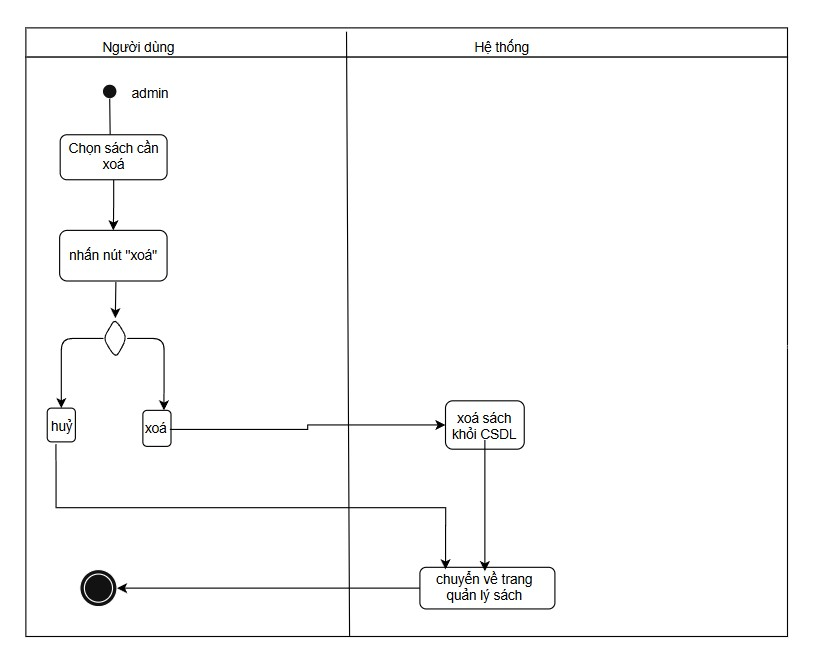 Người dùng
Hệ thống
admin
Chọn sách cần
xoá
nhấn nút "xoá"
huỷ
xoá
xoá sách
khỏi CSDL
chuyển về trang
quản lý sách